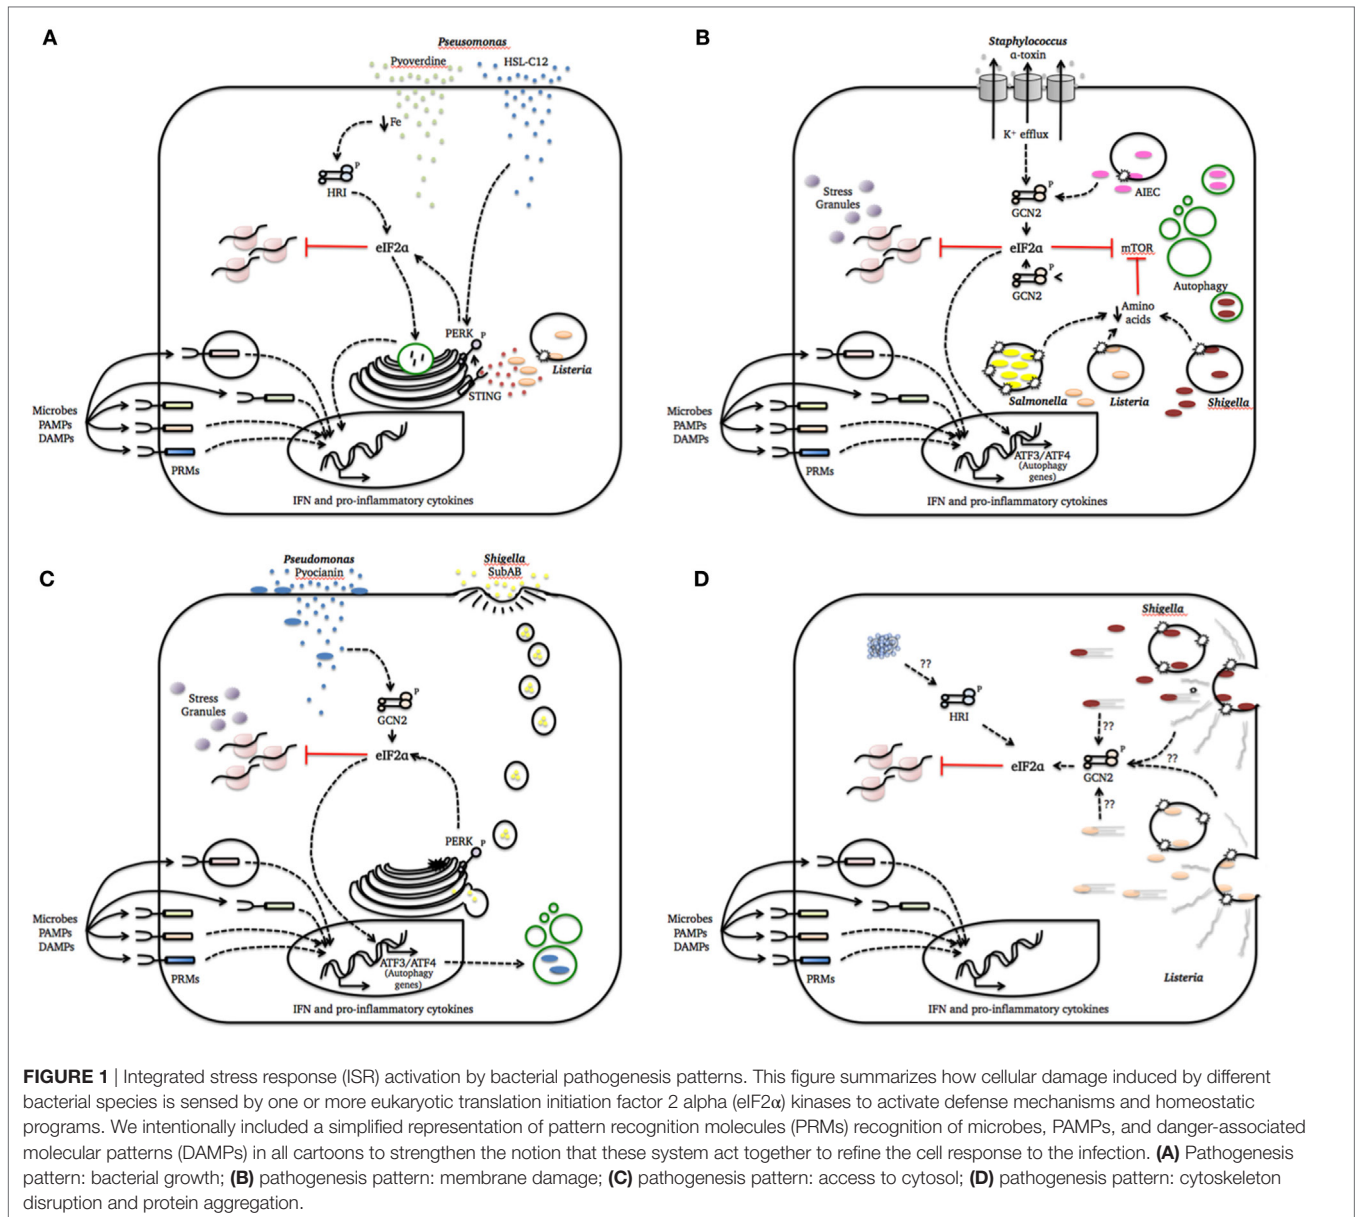 A
Pseusomonas
Pyoverdine
HSL-C12
Fe
P
HRI
eIF2α
PERK
P
Listeria
STING
Microbes
PAMPs
DAMPs
PRMs
IFN and pro-inflammatory cytokines
B
Staphylococcus
α-toxin
K⁺ efflux
AIEC
P
GCN2
Stress
Granules
eIF2α
mTOR
P
GCN2
Autophagy
Amino
acids
Salmonella
Listeria
Shigella
Microbes
PAMPs
DAMPs
PRMs
ATF3/ATF4
(Autophagy
genes)
IFN and pro-inflammatory cytokines
C
Pseudomonas
Pyocianin
Shigella
SubAB
P
GCN2
Stress
Granules
eIF2α
PERK
P
Microbes
PAMPs
DAMPs
PRMs
ATF3/ATF4
(Autophagy
genes)
IFN and pro-inflammatory cytokines
D
Shigella
??
P
HRI
??
??
P
GCN2
eIF2α
??
Microbes
PAMPs
DAMPs
PRMs
Listeria
IFN and pro-inflammatory cytokines
FIGURE 1 | Integrated stress response (ISR) activation by bacterial pathogenesis patterns. This figure summarizes how cellular damage induced by different
bacterial species is sensed by one or more eukaryotic translation initiation factor 2 alpha (eIF2α) kinases to activate defense mechanisms and homeostatic
programs. We intentionally included a simplified representation of pattern recognition molecules (PRMs) recognition of microbes, PAMPs, and danger-associated
molecular patterns (DAMPs) in all cartoons to strengthen the notion that these system act together to refine the cell response to the infection. (A) Pathogenesis
pattern: bacterial growth; (B) pathogenesis pattern: membrane damage; (C) pathogenesis pattern: access to cytosol; (D) pathogenesis pattern: cytoskeleton
disruption and protein aggregation.